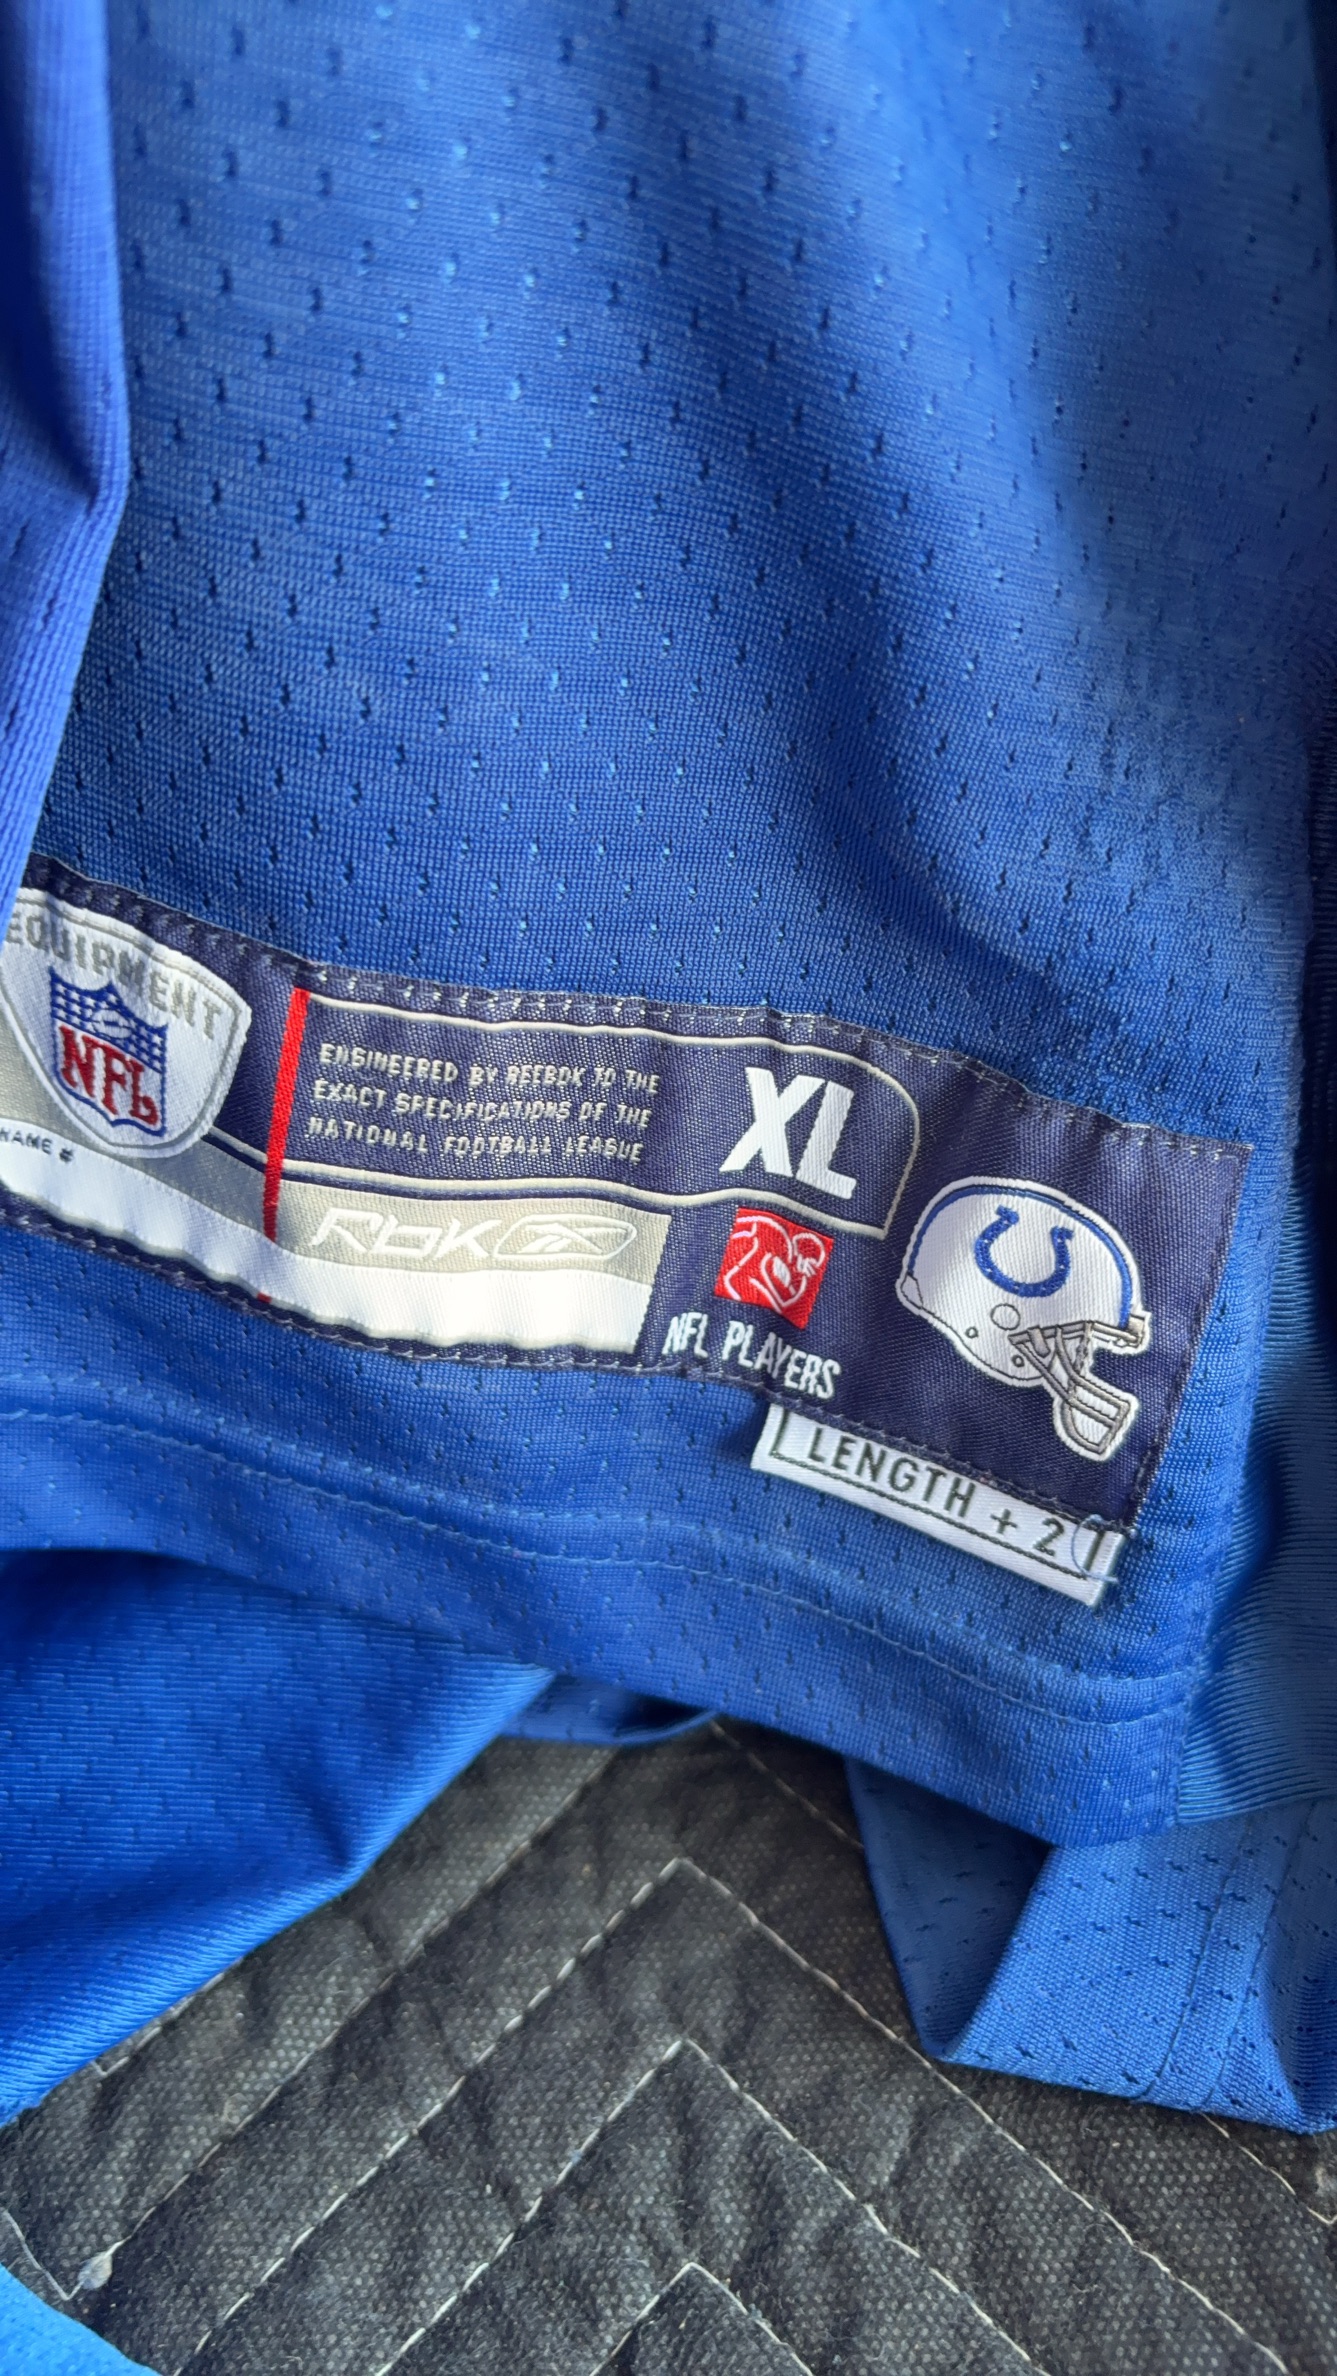 EQUIPMENT
NFL
NAME #
ENGINEERED BY REEBOK TO THE
EXACT SPECIFICATIONS OF THE
NATIONAL FOOTBALL LEAGUE
XL
RBK
NFL PLAYERS
LENGTH + 2